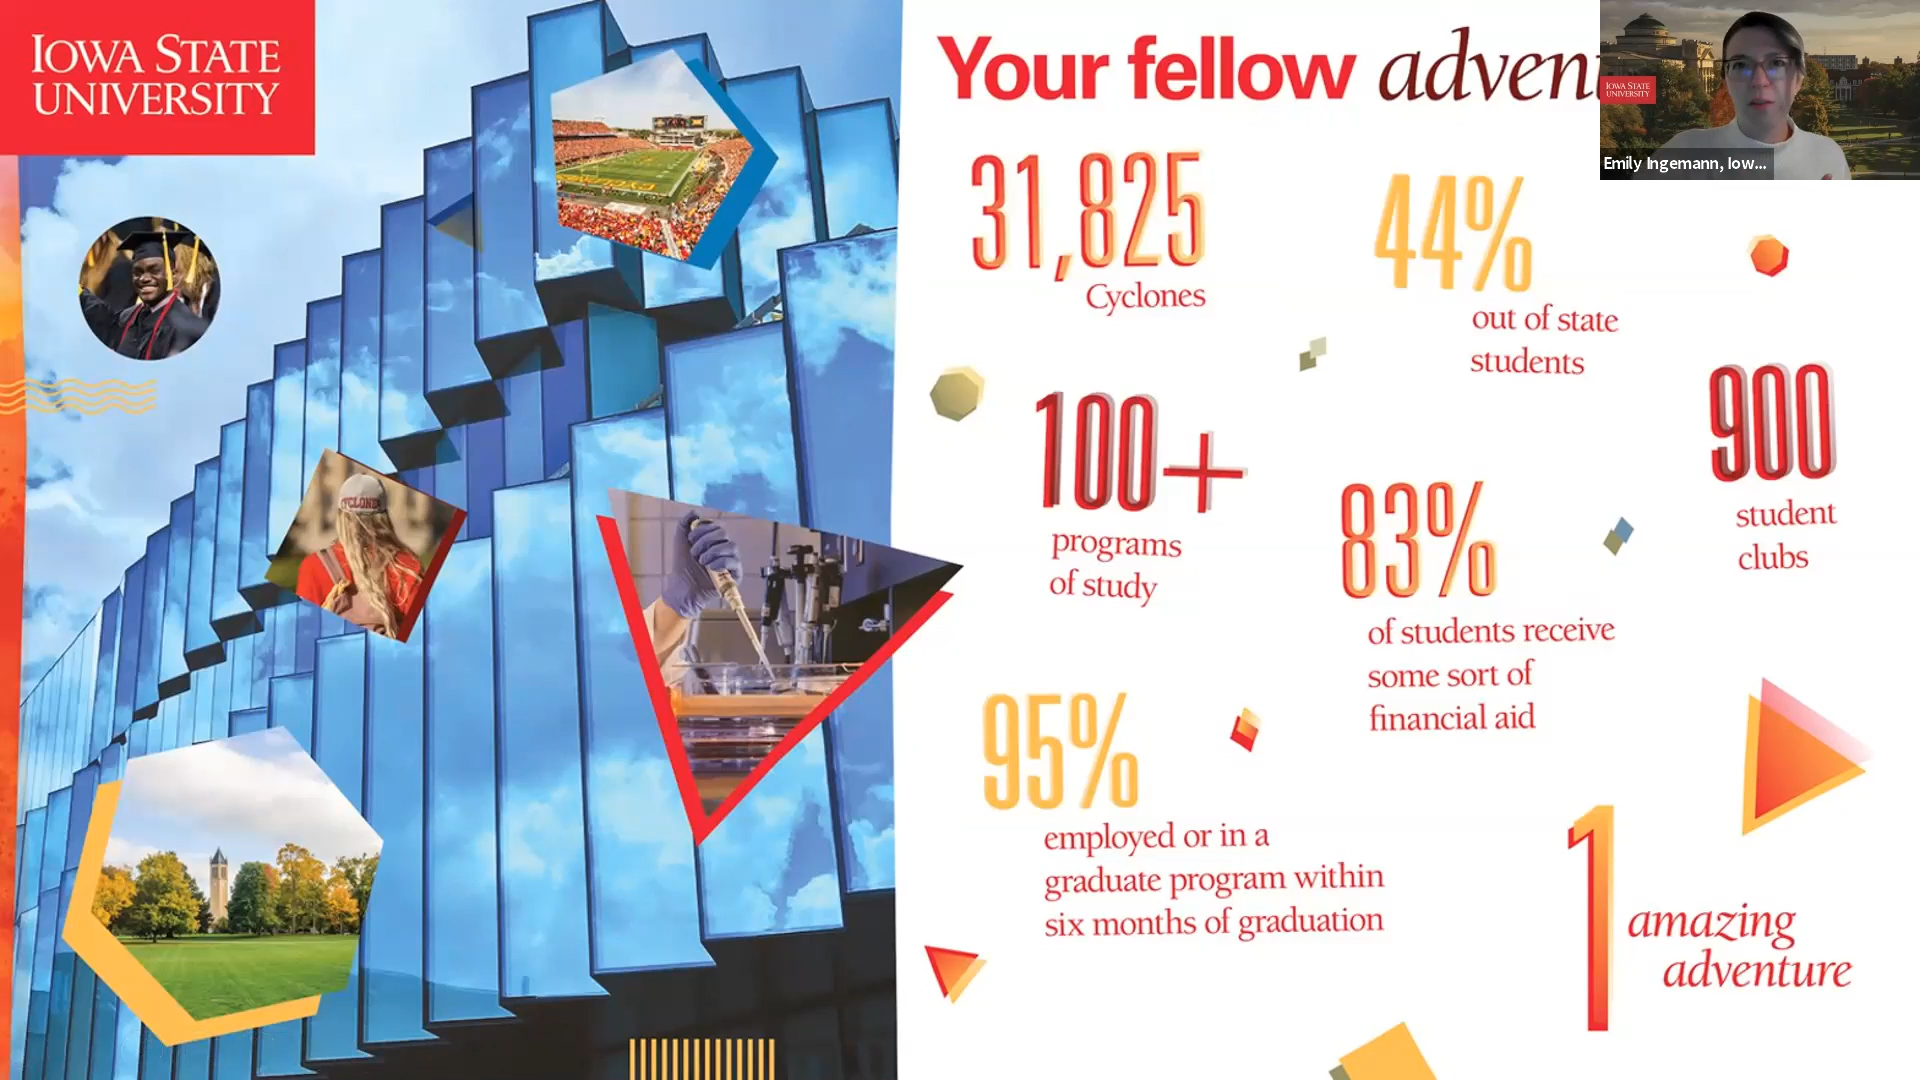 IOWA STATE
UNIVERSITY
Your fellow adven
IOWA STATE
UNIVERSITY
Emily Ingemann, Iow...
31,825
Cyclones
44%
out of state
students
100+
programs
of study
900
student
clubs
83%
of students receive
some sort of
financial aid
95%
employed or in a
graduate program within
six months of graduation
1
amazing
adventure
CYCLONES